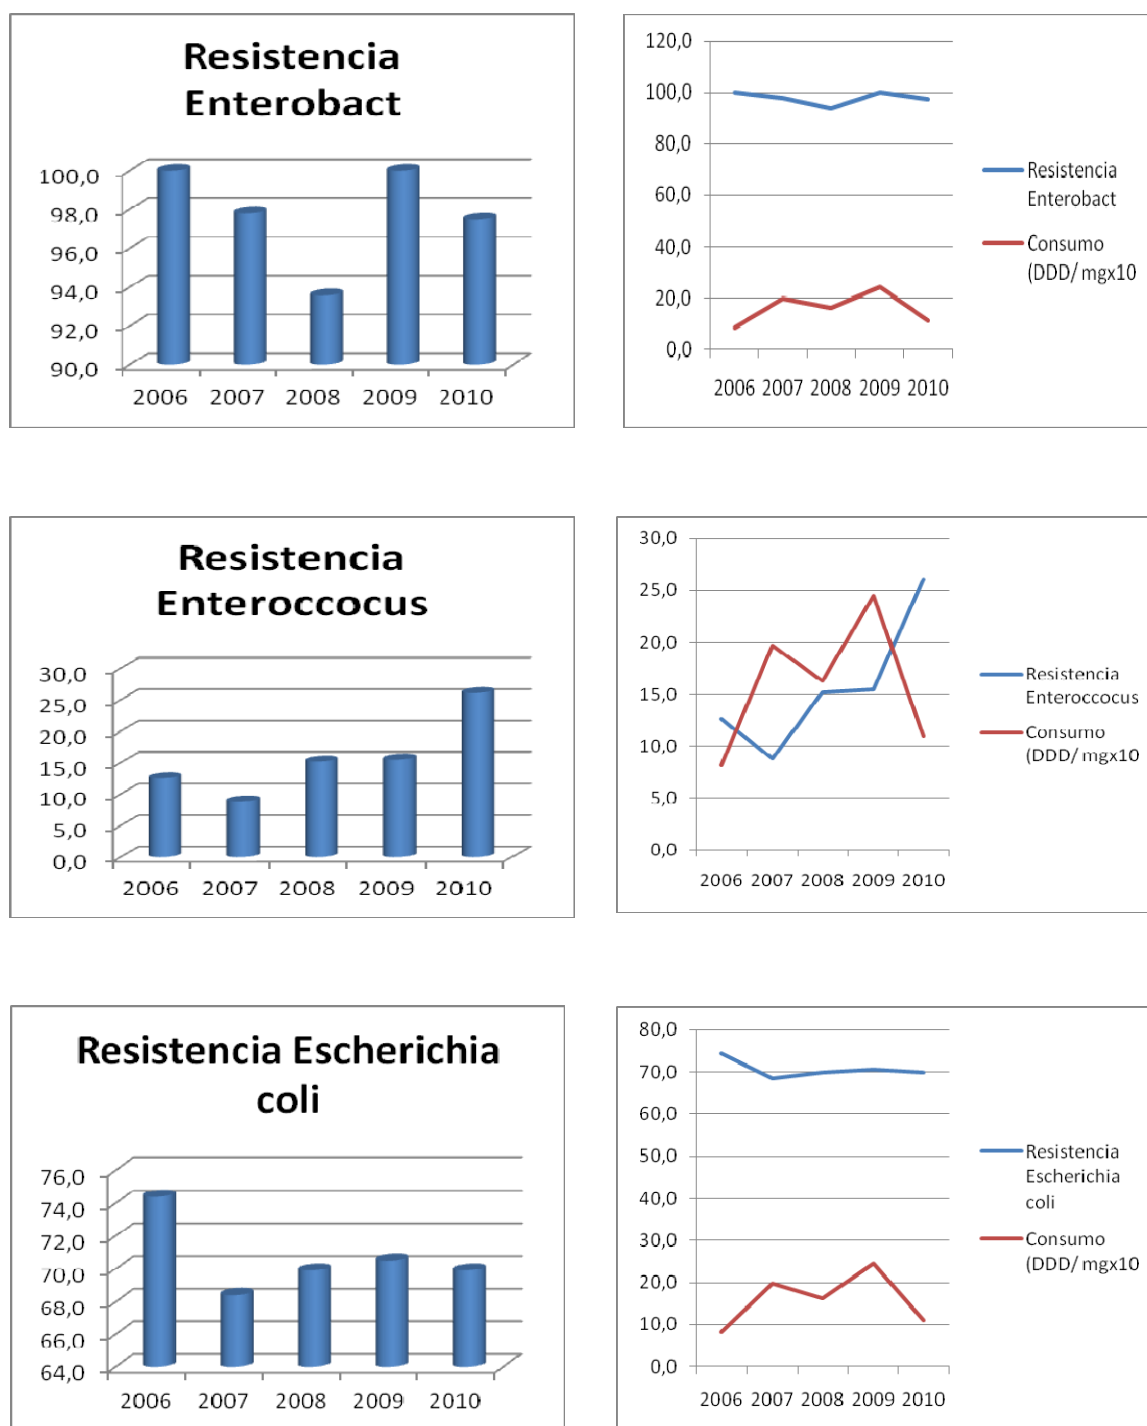 Resistencia
Enterobact
100,0
98,0
96,0
94,0
92,0
90,0
2006 2007 2008 2009 2010
120,0
100,0
80,0
60,0
40,0
20,0
0,0
2006 2007 2008 2009 2010
Resistencia
Enterobact
Consumo
(DDD/ mgx10
Resistencia
Enteroccocus
30,0
25,0
20,0
15,0
10,0
5,0
0,0
2006 2007 2008 2009 2010
30,0
25,0
20,0
15,0
10,0
5,0
0,0
2006 2007 2008 2009 2010
Resistencia
Enteroccocus
Consumo
(DDD/ mgx10
Resistencia Escherichia
coli
76,0
74,0
72,0
70,0
68,0
66,0
64,0
2006 2007 2008 2009 2010
80,0
70,0
60,0
50,0
40,0
30,0
20,0
10,0
0,0
2006 2007 2008 2009 2010
Resistencia
Escherichia
coli
Consumo
(DDD/ mgx10